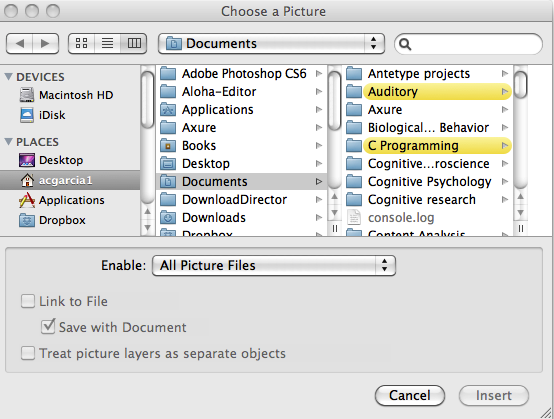 Choose a Picture
Documents
DEVICES
Macintosh HD
iDisk
PLACES
Desktop
acgarcia1
Applications
Dropbox
Adobe Photoshop CS6
Aloha-Editor
Applications
Axure
Books
Desktop
Documents
DownloadDirector
Downloads
Dropbox
Antetype projects
Auditory
Axure
Biological... Behavior
C Programming
Cognitive...roscience
Cognitive Psychology
Cognitive research
console.log
Content Analysis
Enable: All Picture Files
Link to File
Save with Document
Treat picture layers as separate objects
Cancel Insert